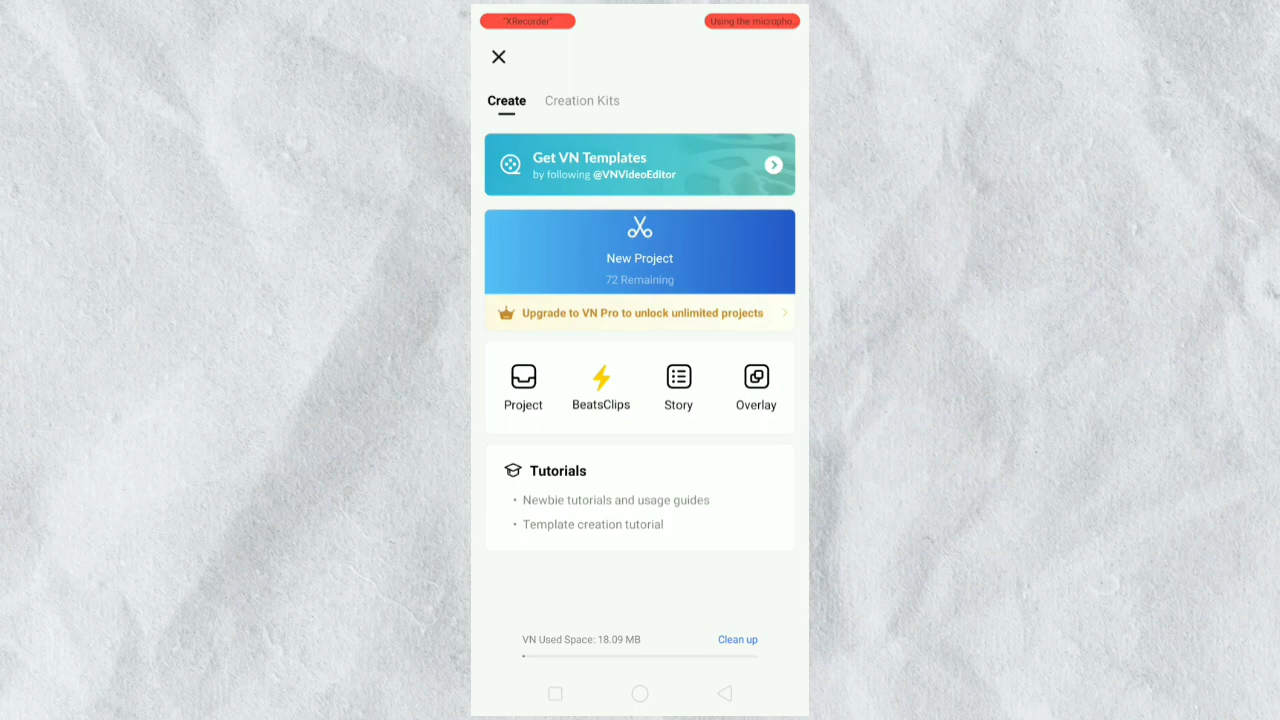 "XRecorder"
Using the micropho..
Create
Creation Kits
Get VN Templates
by following @VNVideoEditor
New Project
72 Remaining
Upgrade to VN Pro to unlock unlimited projects
Project
BeatsClips
Story
Overlay
Tutorials
• Newbie tutorials and usage guides
• Template creation tutorial
VN Used Space: 18.09 MB
Clean up